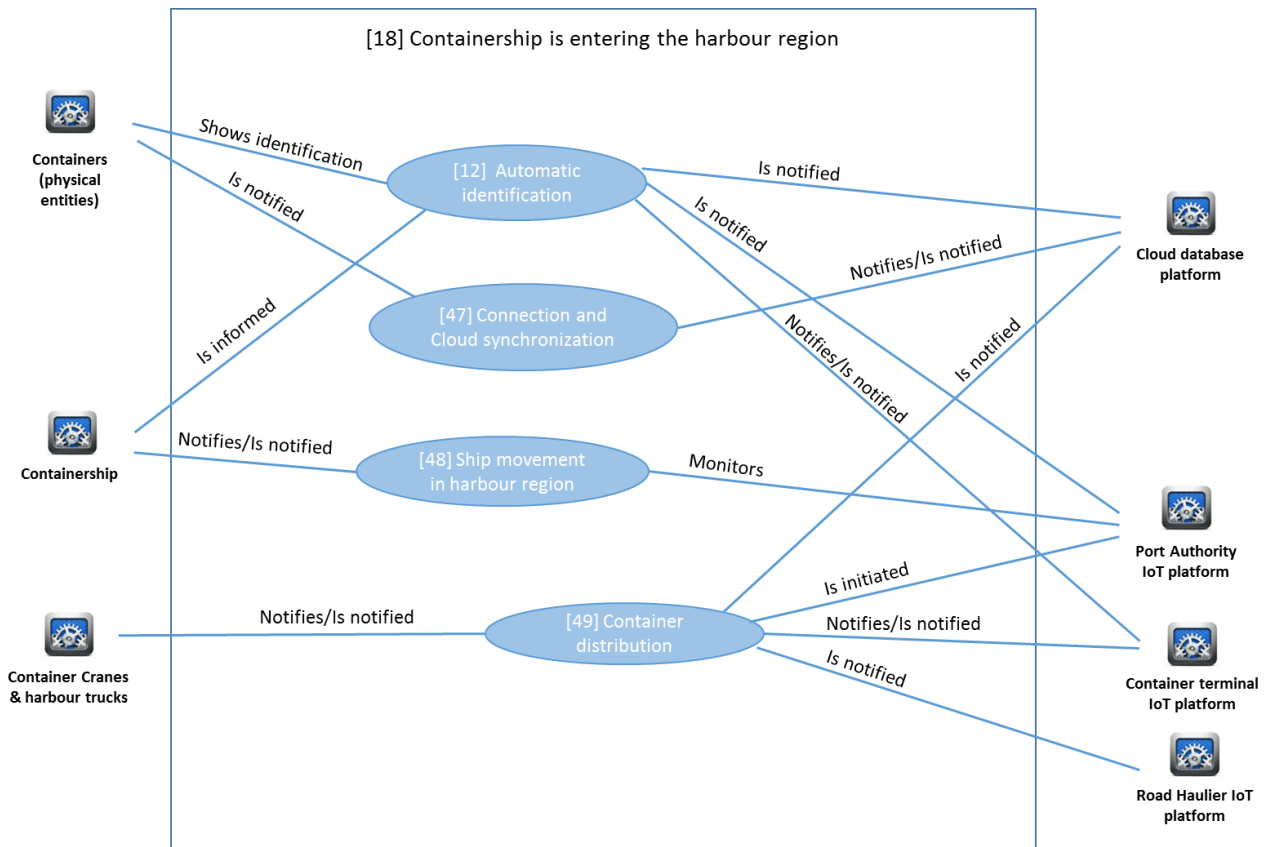 [18] Containership is entering the harbour region
Containers
(physical
entities)
Shows identification
Is notified
[12]  Automatic
identification
Is notified
Is notified
Cloud database
platform
Notifies/Is notified
[47] Connection and
Cloud synchronization
Is informed
Notifies/Is notified
Is notified
Containership
Notifies/Is notified
[48] Ship movement
in harbour region
Monitors
Port Authority
IoT platform
Is initiated
Container Cranes
& harbour trucks
Notifies/Is notified
[49] Container
distribution
Notifies/Is notified
Is notified
Container terminal
IoT platform
Road Haulier IoT
platform